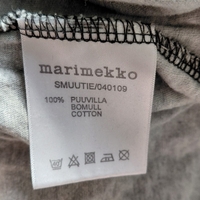 marimekko
SMUUTIE/040109
100% PUUVILLA
BOMULL
COTTON